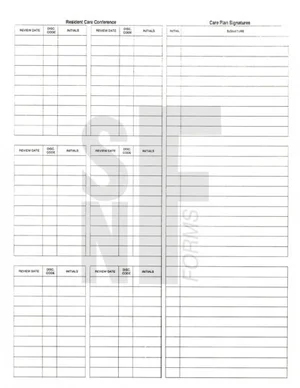 Resident Care Conference
Care Plan Signatures
REVIEW DATE DISC. CODE INITIALS REVIEW DATE DISC. CODE INITIALS INITIAL SIGNATURE
REVIEW DATE DISC. CODE INITIALS REVIEW DATE DISC. CODE INITIALS
REVIEW DATE DISC. CODE INITIALS REVIEW DATE DISC. CODE INITIALS
SNF
FORMS